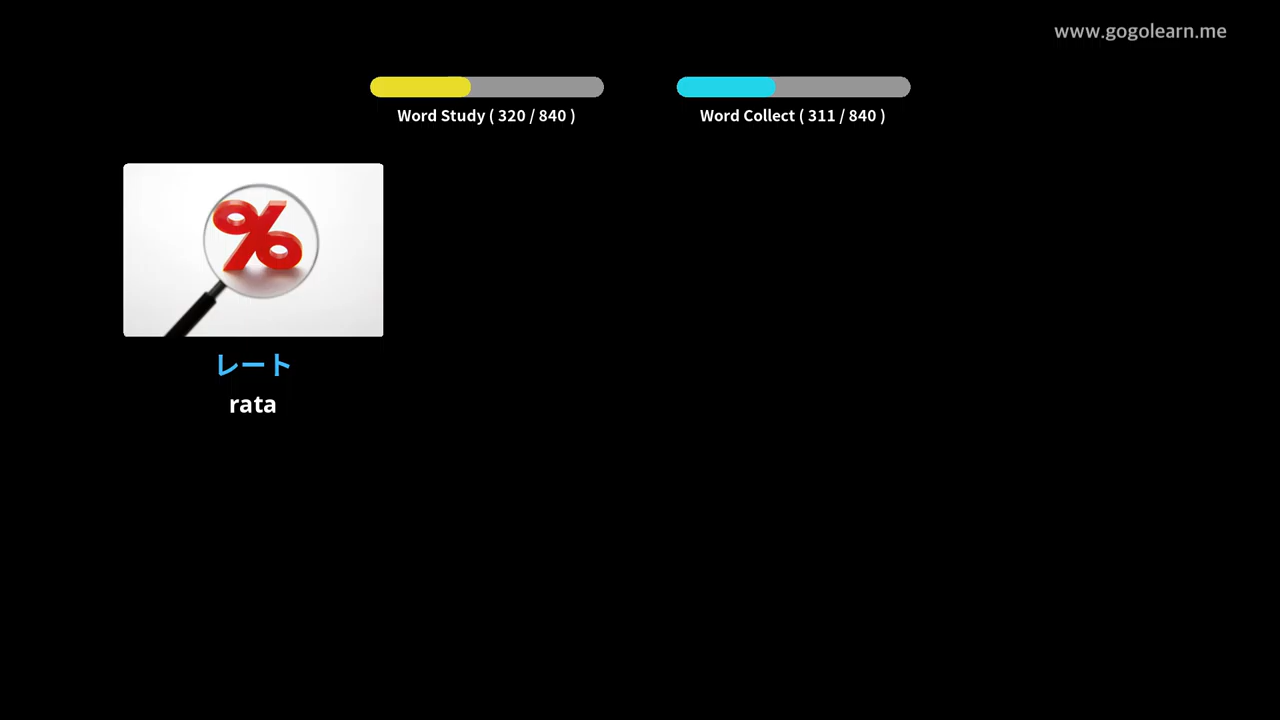 www.gogolearn.me
Word Study ( 320 / 840 )
Word Collect ( 311 / 840 )
%
レート
rata